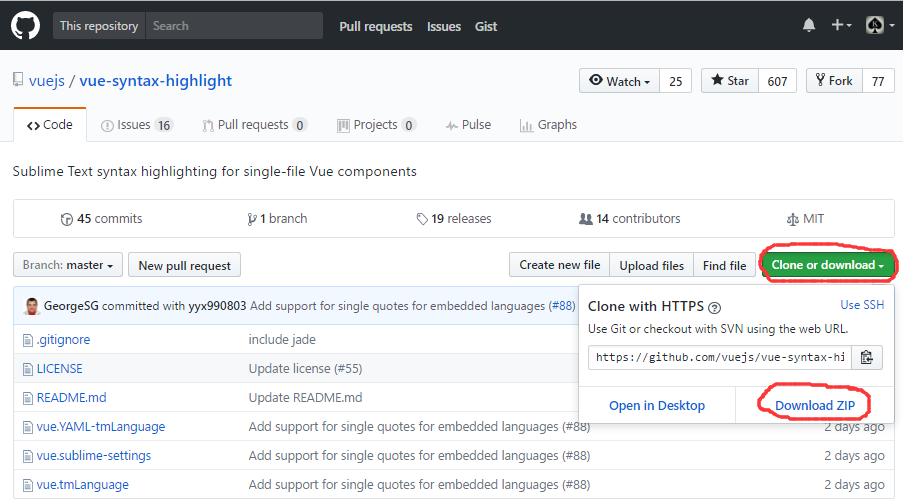 This repository Search Pull requests Issues Gist
vuejs / vue-syntax-highlight Watch 25 Star 607 Fork 77
Code Issues 16 Pull requests 0 Projects 0 Pulse Graphs
Sublime Text syntax highlighting for single-file Vue components
45 commits 1 branch 19 releases 14 contributors MIT
Branch: master New pull request Create new file Upload files Find file Clone or download
GeorgeSG committed with yyx990803 Add support for single quotes for embedded languages (#88)
Clone with HTTPS ? Use SSH
Use Git or checkout with SVN using the web URL.
https://github.com/vuejs/vue-syntax-hi
Open in Desktop Download ZIP
.gitignore include jade
LICENSE Update license (#55)
README.md Update README.md
vue.YAML-tmLanguage Add support for single quotes for embedded languages (#88) 2 days ago
vue.sublime-settings Add support for single quotes for embedded languages (#88) 2 days ago
vue.tmLanguage Add support for single quotes for embedded languages (#88) 2 days ago